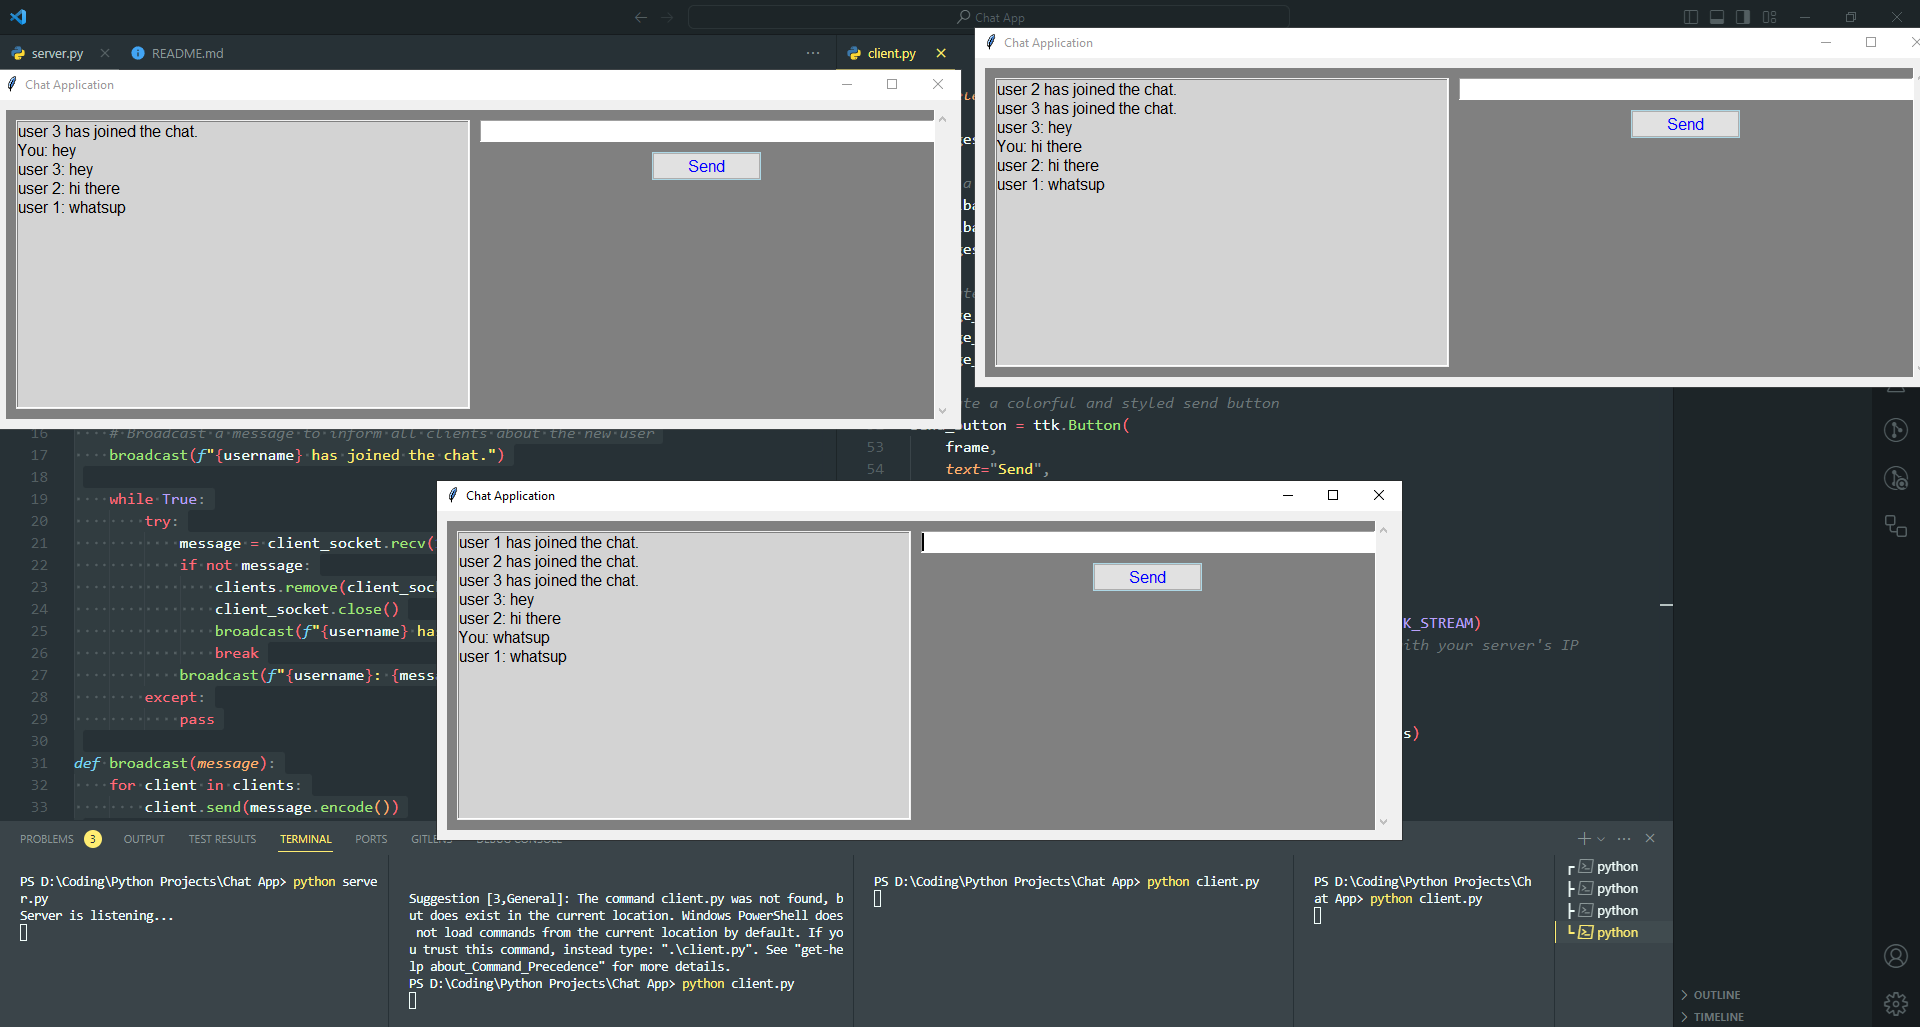 Chat App
server.py
README.md
client.py
Chat Application
user 3 has joined the chat.
You: hey
user 3: hey
user 2: hi there
user 1: whatsup
Send
Chat Application
user 2 has joined the chat.
user 3 has joined the chat.
user 3: hey
You: hi there
user 2: hi there
user 1: whatsup
Send
16 # Broadcast a message to inform all clients about the new user
17 broadcast(f"{username} has joined the chat.")
18
19 while True:
20 try:
21 message = client_socket.recv(
22 if not message:
23 clients.remove(client_soc
24 client_socket.close()
25 broadcast(f"{username} ha
26 break
27 broadcast(f"{username}: {messa
28 except:
29 pass
30
31 def broadcast(message):
32 for client in clients:
33 client.send(message.encode())
te a colorful and styled send button
button = ttk.Button(
53 frame,
54 text="Send",
K_STREAM)
ith your server's IP
s)
Chat Application
user 1 has joined the chat.
user 2 has joined the chat.
user 3 has joined the chat.
user 3: hey
user 2: hi there
You: whatsup
user 1: whatsup
Send
PROBLEMS 3 OUTPUT TEST RESULTS TERMINAL PORTS
PS D:\Coding\Python Projects\Chat App> python serve
r.py
Server is listening...
Suggestion [3,General]: The command client.py was not found, b
ut does exist in the current location. Windows PowerShell does
not load commands from the current location by default. If yo
u trust this command, instead type: ".\client.py". See "get-he
lp about_Command_Precedence" for more details.
PS D:\Coding\Python Projects\Chat App> python client.py
PS D:\Coding\Python Projects\Chat App> python client.py
PS D:\Coding\Python Projects\Ch
at App> python client.py
python
python
python
python
OUTLINE
TIMELINE